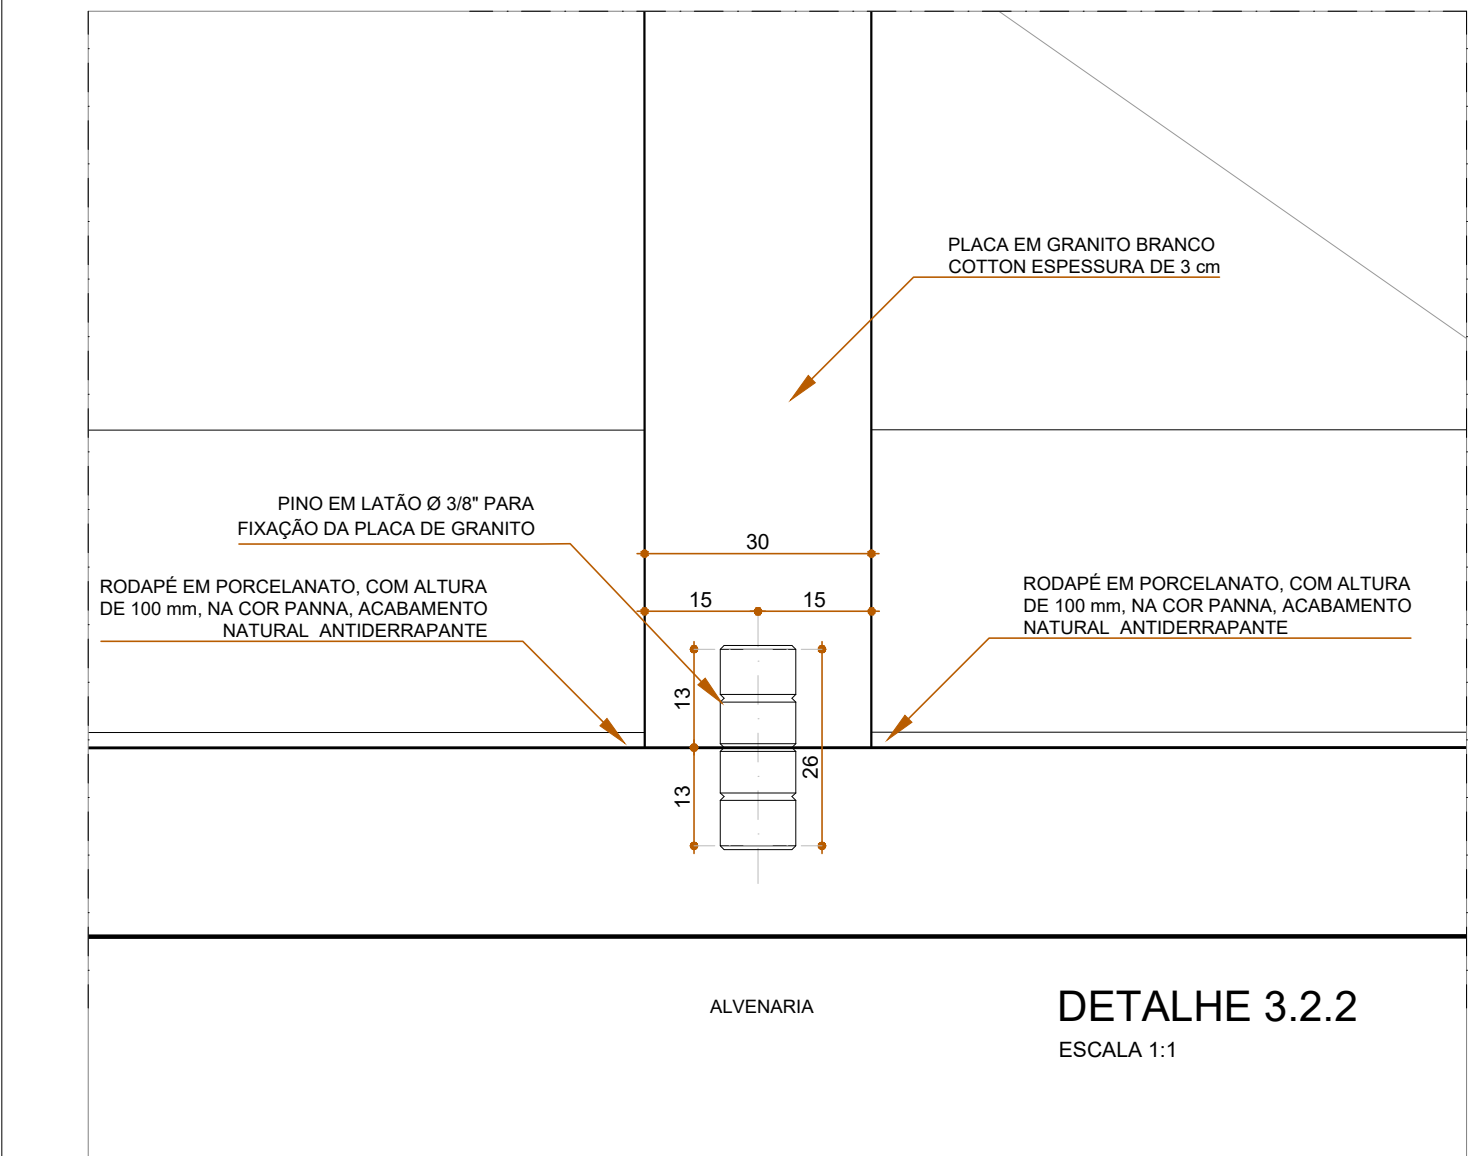 PLACA EM GRANITO BRANCO
COTTON ESPESSURA DE 3 cm
PINO EM LATÃO Ø 3/8" PARA
FIXAÇÃO DA PLACA DE GRANITO
30
RODAPÉ EM PORCELANATO, COM ALTURA
DE 100 mm, NA COR PANNA, ACABAMENTO
NATURAL  ANTIDERRAPANTE
15
15
RODAPÉ EM PORCELANATO, COM ALTURA
DE 100 mm, NA COR PANNA, ACABAMENTO
NATURAL  ANTIDERRAPANTE
13
13
26
ALVENARIA
DETALHE 3.2.2
ESCALA 1:1